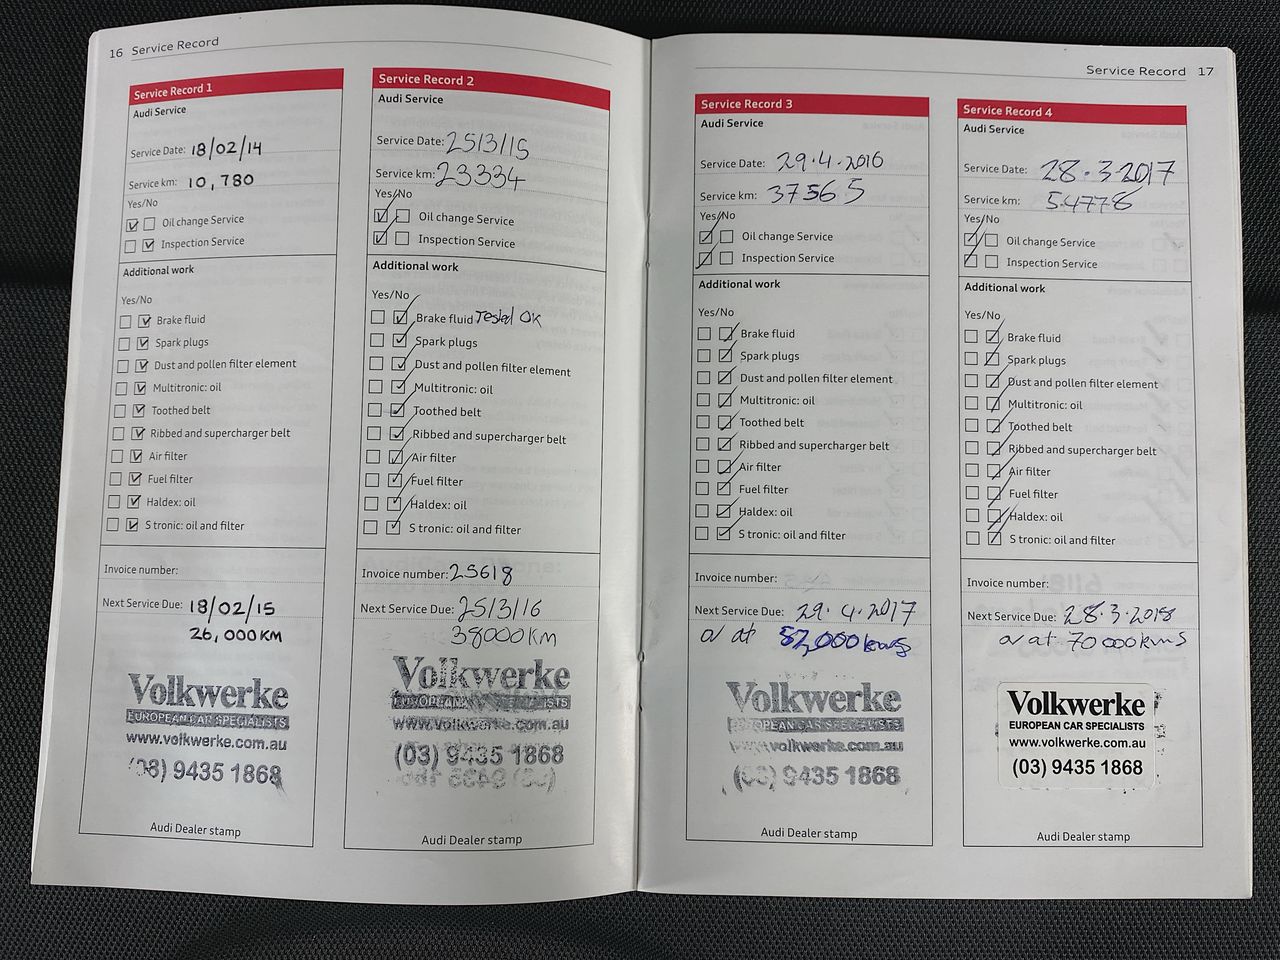 16 Service Record
Service Record 1
Audi Service
Service Date: 18/02/14
Service km: 10,780
Yes/No
Oil change Service
Inspection Service
Additional work
Yes/No
Brake fluid
Spark plugs
Dust and pollen filter element
Multitronic: oil
Toothed belt
Ribbed and supercharger belt
Air filter
Fuel filter
Haldex: oil
S tronic: oil and filter
Invoice number:
Next Service Due: 18/02/15
26,000KM
Volkwerke
EUROPEAN CAR SPECIALISTS
www.volkwerke.com.au
(03) 9435 1868
Audi Dealer stamp
Service Record 2
Audi Service
Service Date: 25/3/15
Service km: 23334
Yes/No
Oil change Service
Inspection Service
Additional work
Yes/No
Brake fluid Tested OK
Spark plugs
Dust and pollen filter element
Multitronic: oil
Toothed belt
Ribbed and supercharger belt
Air filter
Fuel filter
Haldex: oil
S tronic: oil and filter
Invoice number: 25618
Next Service Due: 25/3/16
38000KM
Volkwerke
EUROPEAN CAR SPECIALISTS
www.volkwerke.com.au
(03) 9435 1868
Audi Dealer stamp
Service Record 17
Service Record 3
Audi Service
Service Date: 29.4.2016
Service km: 37565
Yes/No
Oil change Service
Inspection Service
Additional work
Yes/No
Brake fluid
Spark plugs
Dust and pollen filter element
Multitronic: oil
Toothed belt
Ribbed and supercharger belt
Air filter
Fuel filter
Haldex: oil
S tronic: oil and filter
Invoice number:
Next Service Due: 29.4.2017
or at 52,000 kms
Volkwerke
EUROPEAN CAR SPECIALISTS
www.volkwerke.com.au
(03) 9435 1868
Audi Dealer stamp
Service Record 4
Audi Service
Service Date: 28.3.2017
Service km: 54778
Yes/No
Oil change Service
Inspection Service
Additional work
Yes/No
Brake fluid
Spark plugs
Dust and pollen filter element
Multitronic: oil
Toothed belt
Ribbed and supercharger belt
Air filter
Fuel filter
Haldex: oil
S tronic: oil and filter
Invoice number:
Next Service Due: 28.3.2018
or at 70000kms
Volkwerke
EUROPEAN CAR SPECIALISTS
www.volkwerke.com.au
(03) 9435 1868
Audi Dealer stamp